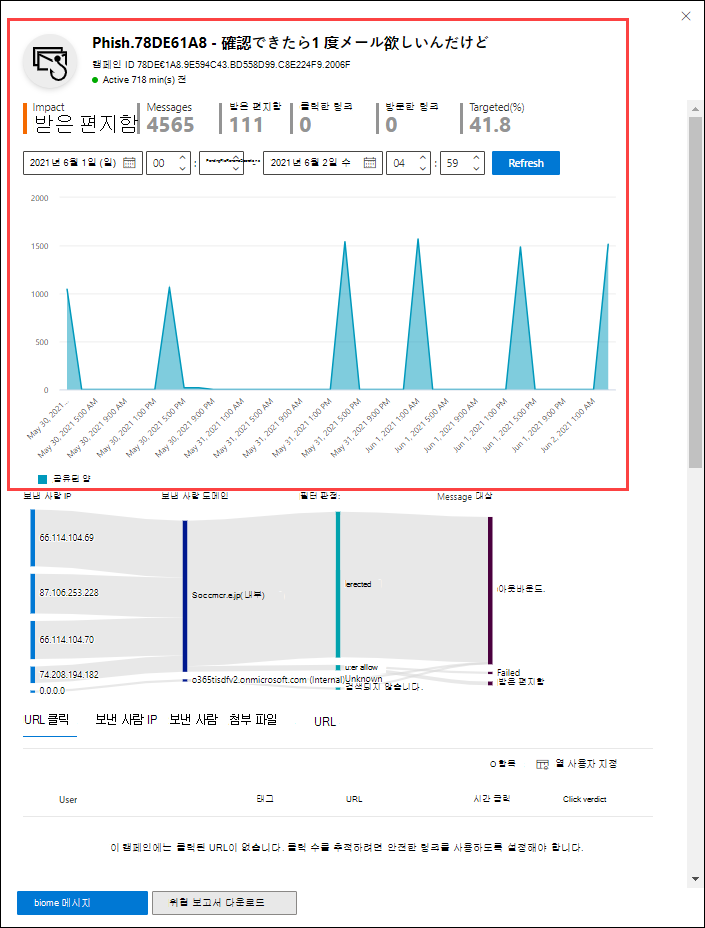 Phish.78DE61A8 - 確認できたら1 度メール欲しいんだけど
캠페인 ID 78DE€1A8.9E594C43.BD558D99.C8E224F9.2006F
Active 718 min(s) 전
Impact
받은 편지함
Messages
4565
받은 편지함
111
클릭한 링크
0
방문한 링크
0
Targeted(%)
41.8
2021년 6월 1일 (일) 00 : 2021년 6월 2일 수 04 : 59 Refresh
2000
1500
1000
500
0
May 30, 2021 ...
May 30, 2021 5:00 AM
May 30, 2021 9:00 AM
May 30, 2021 1:00 PM
May 30, 2021 5:00 PM
May 30, 2021 9:00 PM
May 31, 2021 1:00 AM
May 31, 2021 5:00 AM
May 31, 2021 9:00 AM
May 31, 2021 1:00 PM
May 31, 2021 5:00 PM
May 31, 2021 9:00 PM
Jun 1, 2021 1:00 AM
Jun 1, 2021 5:00 AM
Jun 1, 2021 9:00 AM
Jun 1, 2021 1:00 PM
Jun 1, 2021 5:00 PM
Jun 1, 2021 9:00 PM
Jun 2, 2021 1:00 AM
공유된 양
보낸 사람 IP 보낸 사람 도메인 필터 판정: Message 대상
66.114.104.69
87.106.253.228
66.114.104.70
74.208.194.182
0.0.0.0
Soccmcr.e.jp(내부)
o365tisdfv2.onmicrosoft.com (Internal)
erected
user allow
Unknown
검색되지 않습니다.
아웃바운드.
Failed
받은 편지함
URL 클릭 보낸 사람 IP 보낸 사람 첨부 파일 URL
0 항목 열 사용자 지정
User 태그 URL 시간 클릭 Click verdict
이 캠페인에는 클릭된 URL이 없습니다. 클릭 수를 추적하려면 안전한 링크를 사용하도록 설정해야 합니다.
biome 메시지 위협 보고서 다운로드